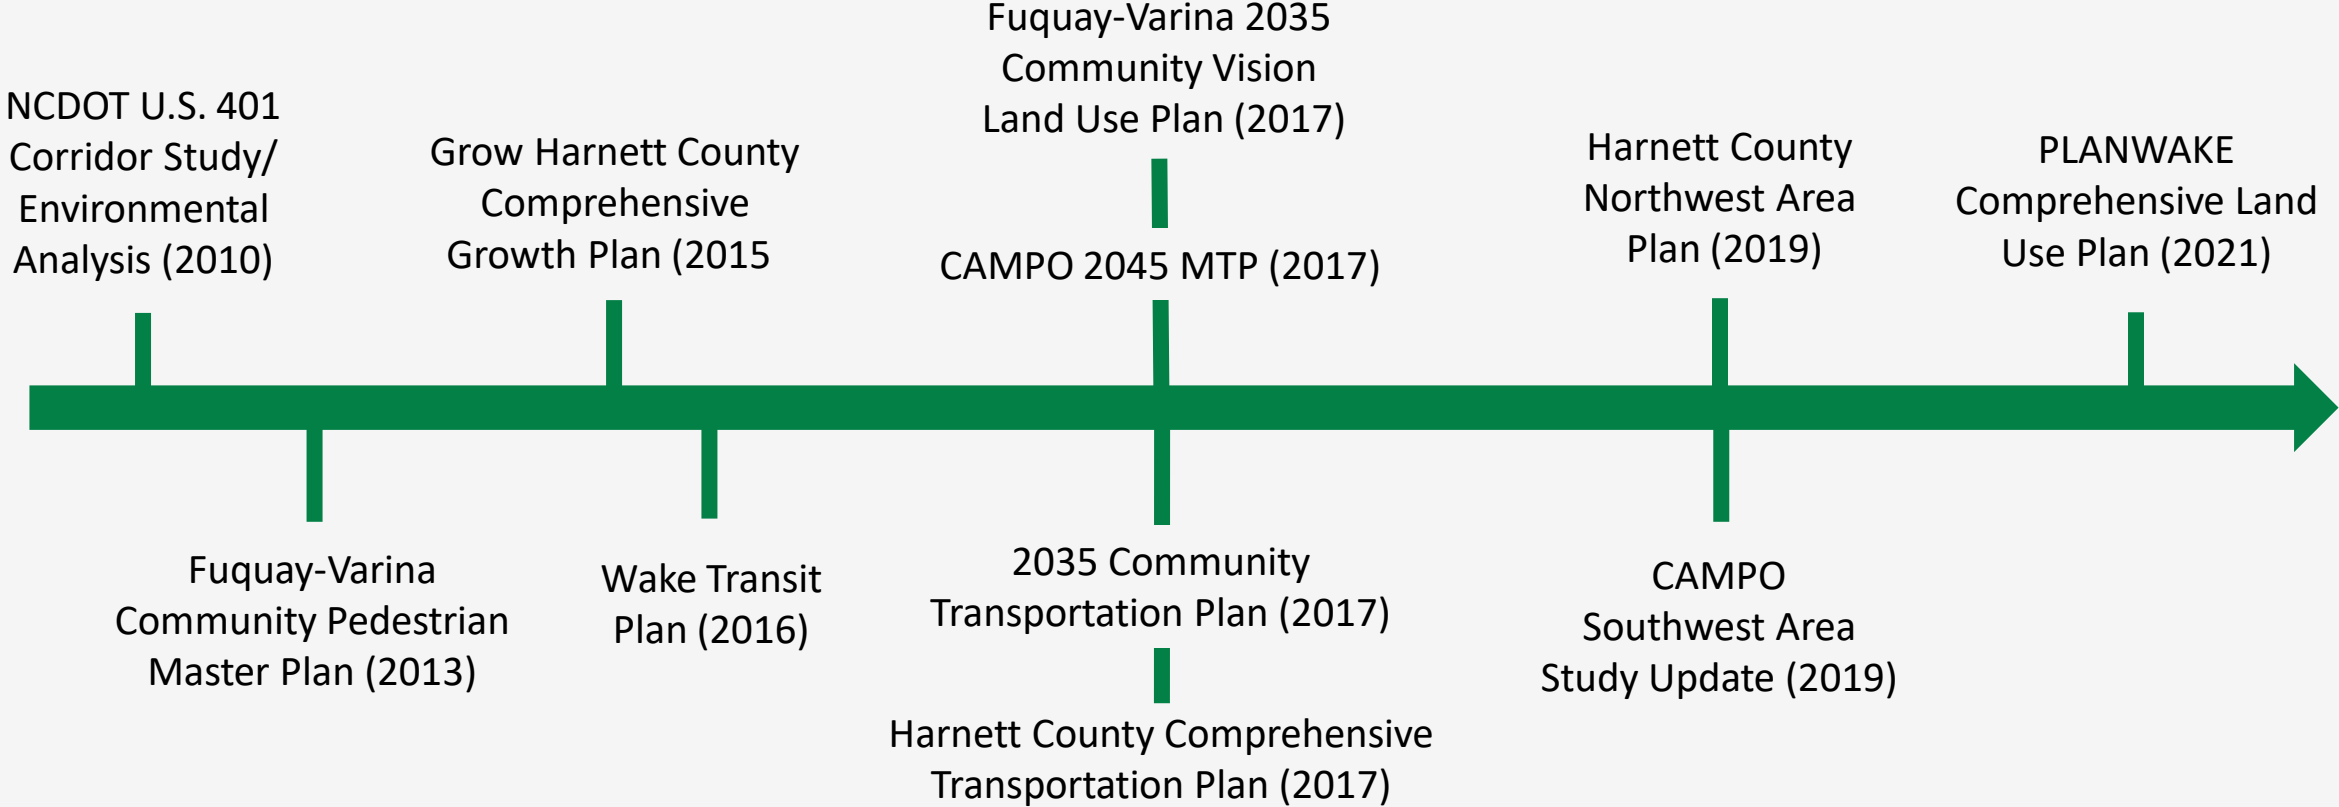 NCDOT U.S. 401
Corridor Study/
Environmental
Analysis (2010)
Grow Harnett County
Comprehensive
Growth Plan (2015
Fuquay-Varina 2035
Community Vision
Land Use Plan (2017)
CAMPO 2045 MTP (2017)
Harnett County
Northwest Area
Plan (2019)
PLANWAKE
Comprehensive Land
Use Plan (2021)
Fuquay-Varina
Community Pedestrian
Master Plan (2013)
Wake Transit
Plan (2016)
2035 Community
Transportation Plan (2017)
Harnett County Comprehensive
Transportation Plan (2017)
CAMPO
Southwest Area
Study Update (2019)